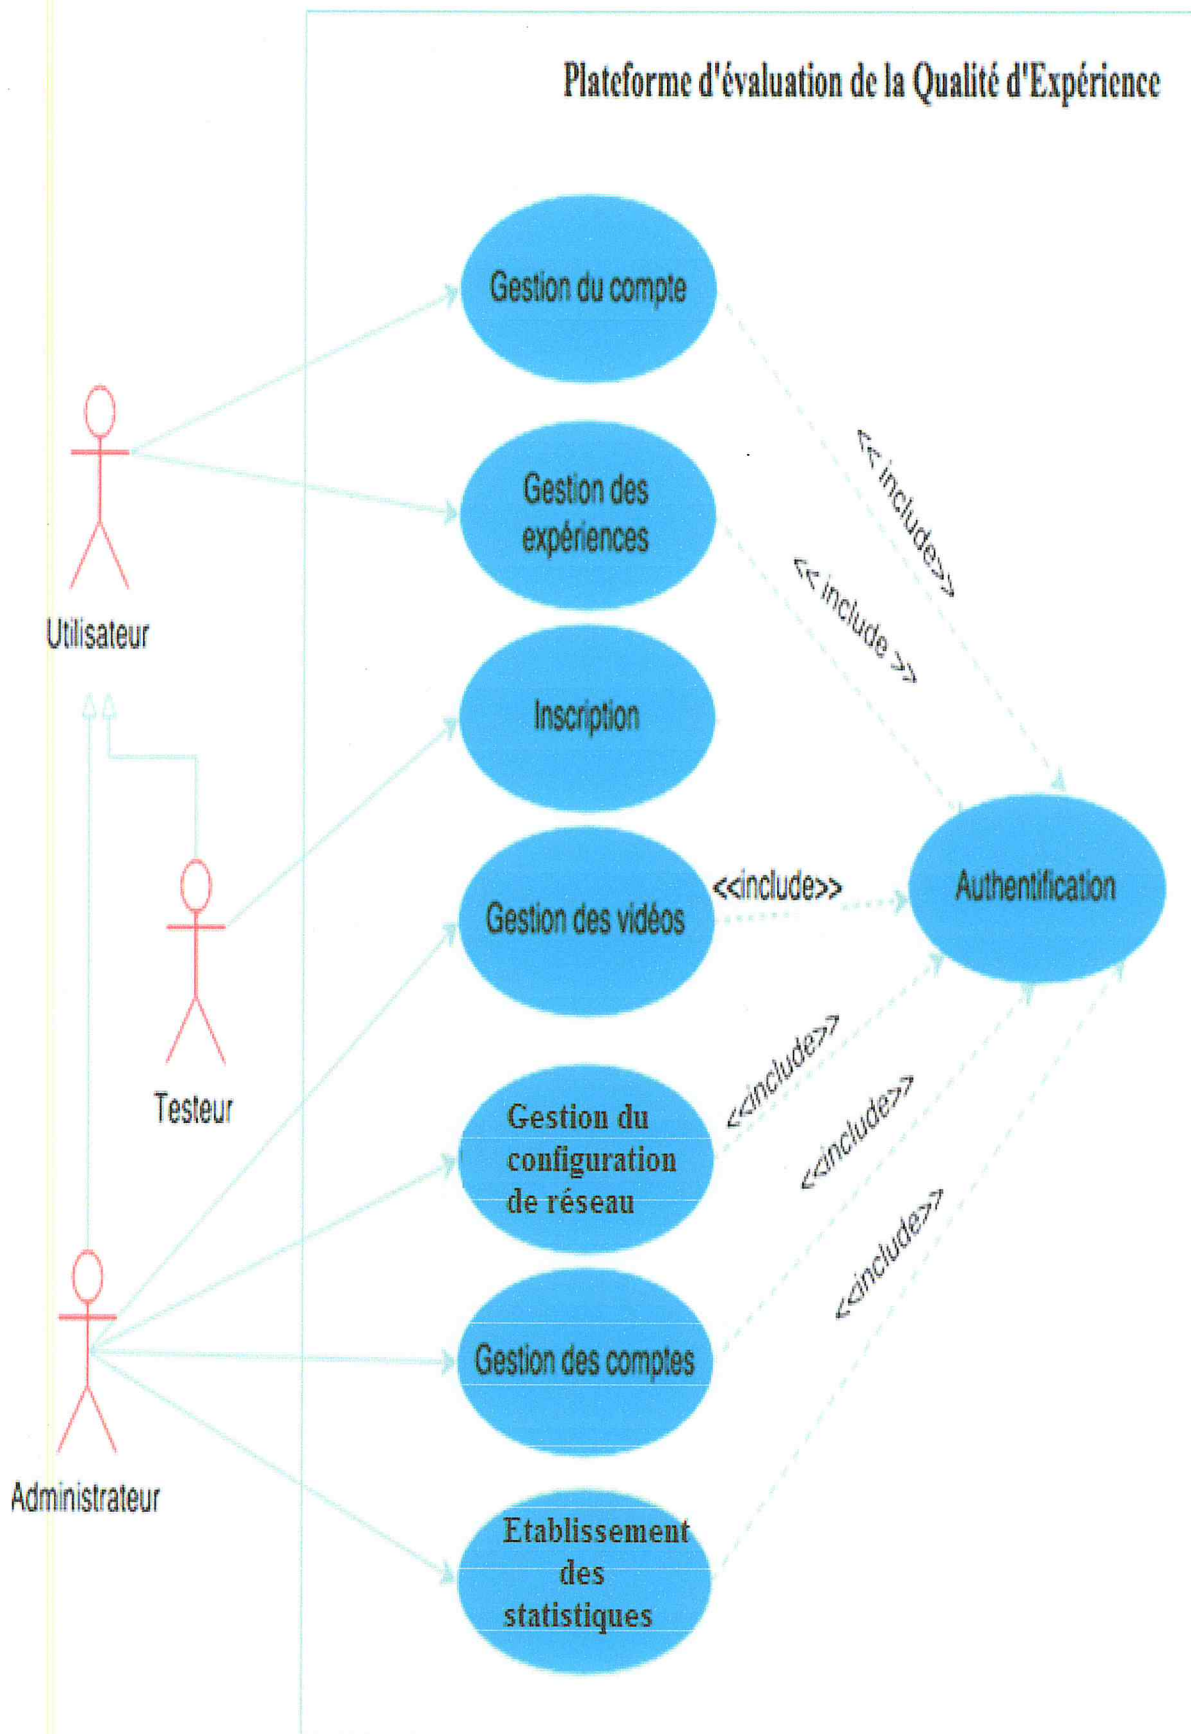 Plateforme d'évaluation de la Qualité d'Expérience
Gestion du compte
<< include>>
Gestion des
expériences
<< include >>
Utilisateur
Inscription
Gestion des vidéos
<<include>>
Authentification
Testeur
Gestion du
configuration
de réseau
<<include>>
<<include>>
Gestion des comptes
<<include>>
Administrateur
Etablissement
des
statistiques